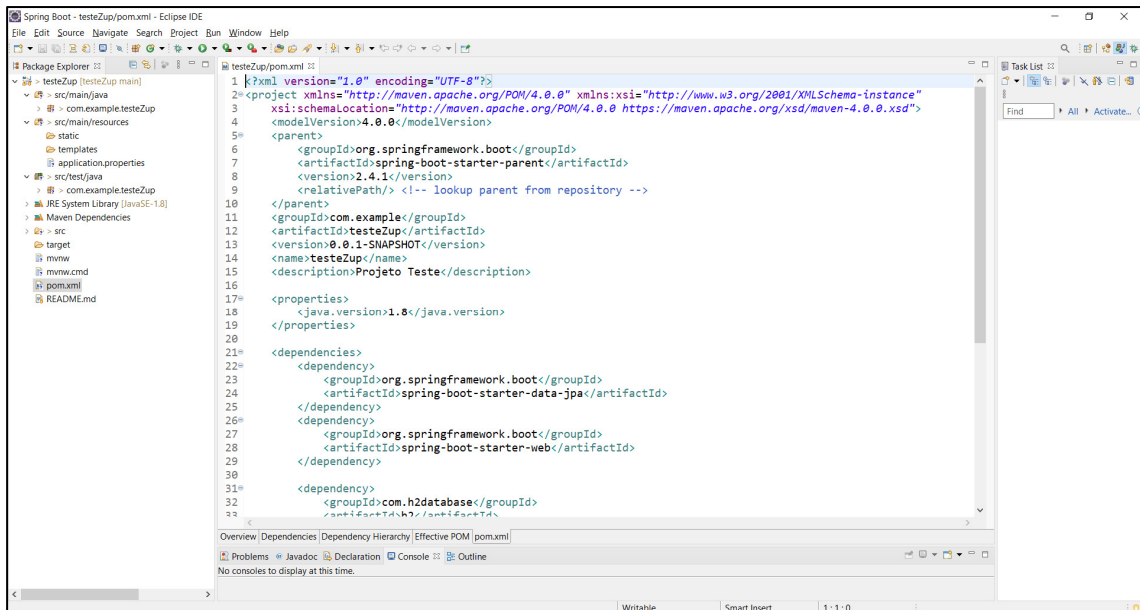 Spring Boot - testeZup/pom.xml - Eclipse IDE
File Edit Source Navigate Search Project Run Window Help
Package Explorer
> testeZup [testeZup main]
> src/main/java
> com.example.testeZup
> src/main/resources
static
templates
application.properties
> src/test/java
> com.example.testeZup
JRE System Library [JavaSE-1.8]
Maven Dependencies
> src
target
mvnw
mvnw.cmd
pom.xml
README.md
testeZup/pom.xml
1 <?xml version="1.0" encoding="UTF-8"?>
2 <project xmlns="http://maven.apache.org/POM/4.0.0" xmlns:xsi="http://www.w3.org/2001/XMLSchema-instance"
3 xsi:schemaLocation="http://maven.apache.org/POM/4.0.0 https://maven.apache.org/xsd/maven-4.0.0.xsd">
4 <modelVersion>4.0.0</modelVersion>
5 <parent>
6 <groupId>org.springframework.boot</groupId>
7 <artifactId>spring-boot-starter-parent</artifactId>
8 <version>2.4.1</version>
9 <relativePath/> <!-- lookup parent from repository -->
10 </parent>
11 <groupId>com.example</groupId>
12 <artifactId>testeZup</artifactId>
13 <version>0.0.1-SNAPSHOT</version>
14 <name>testeZup</name>
15 <description>Projeto Teste</description>
16
17 <properties>
18 <java.version>1.8</java.version>
19 </properties>
20
21 <dependencies>
22 <dependency>
23 <groupId>org.springframework.boot</groupId>
24 <artifactId>spring-boot-starter-data-jpa</artifactId>
25 </dependency>
26 <dependency>
27 <groupId>org.springframework.boot</groupId>
28 <artifactId>spring-boot-starter-web</artifactId>
29 </dependency>
30
31 <dependency>
32 <groupId>com.h2database</groupId>
33 <artifactId>h2</artifactId>
Overview Dependencies Dependency Hierarchy Effective POM pom.xml
Problems Javadoc Declaration Console Outline
No consoles to display at this time.
Task List
Find All Activate...
Writable Smart Insert 1 : 1 : 0